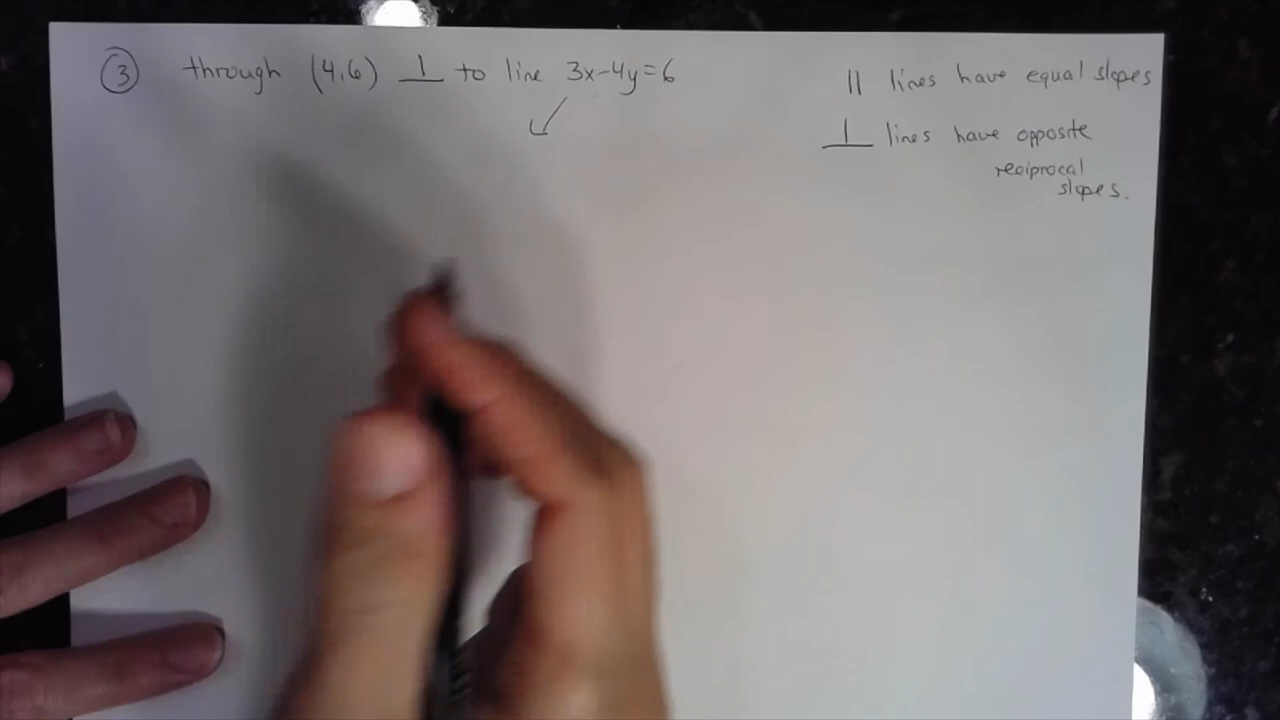 ③ through (4,6) ⊥ to line 3x-4y=6
|| lines have equal slopes
⊥ lines have opposite
reciprocal
slopes.